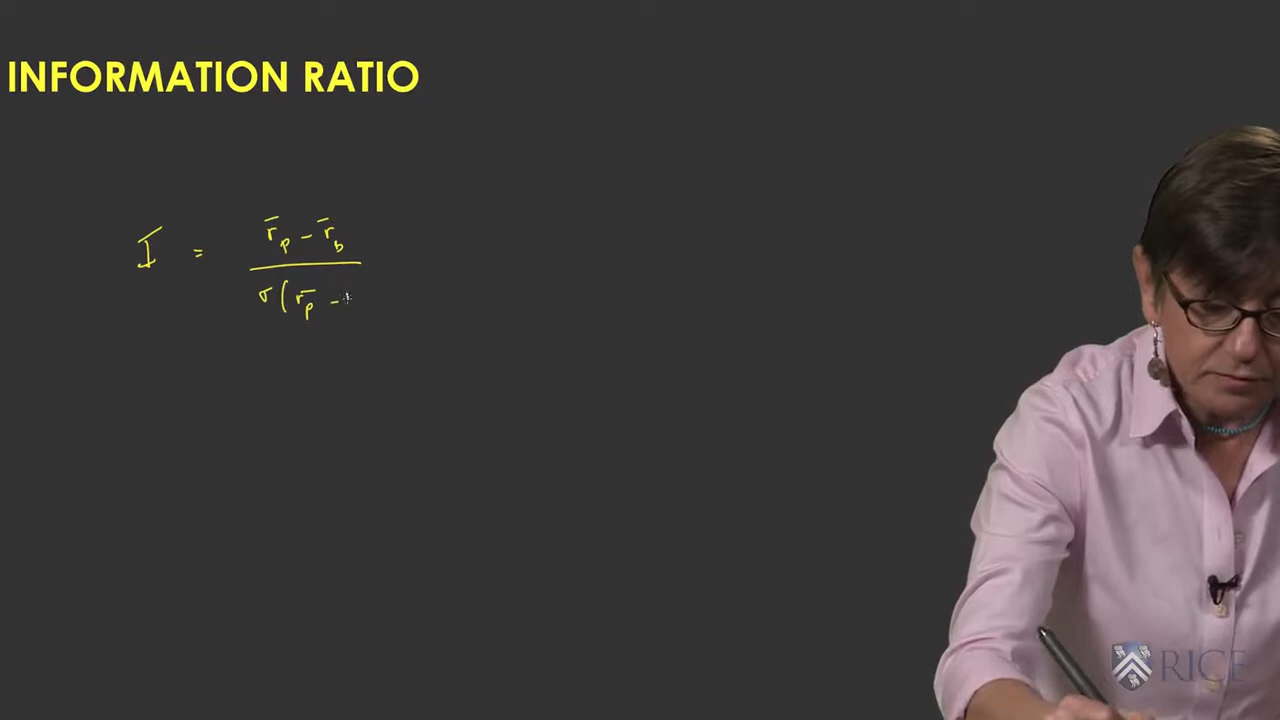 INFORMATION RATIO
I = r̄p - r̄b
σ(r̄p -
RICE